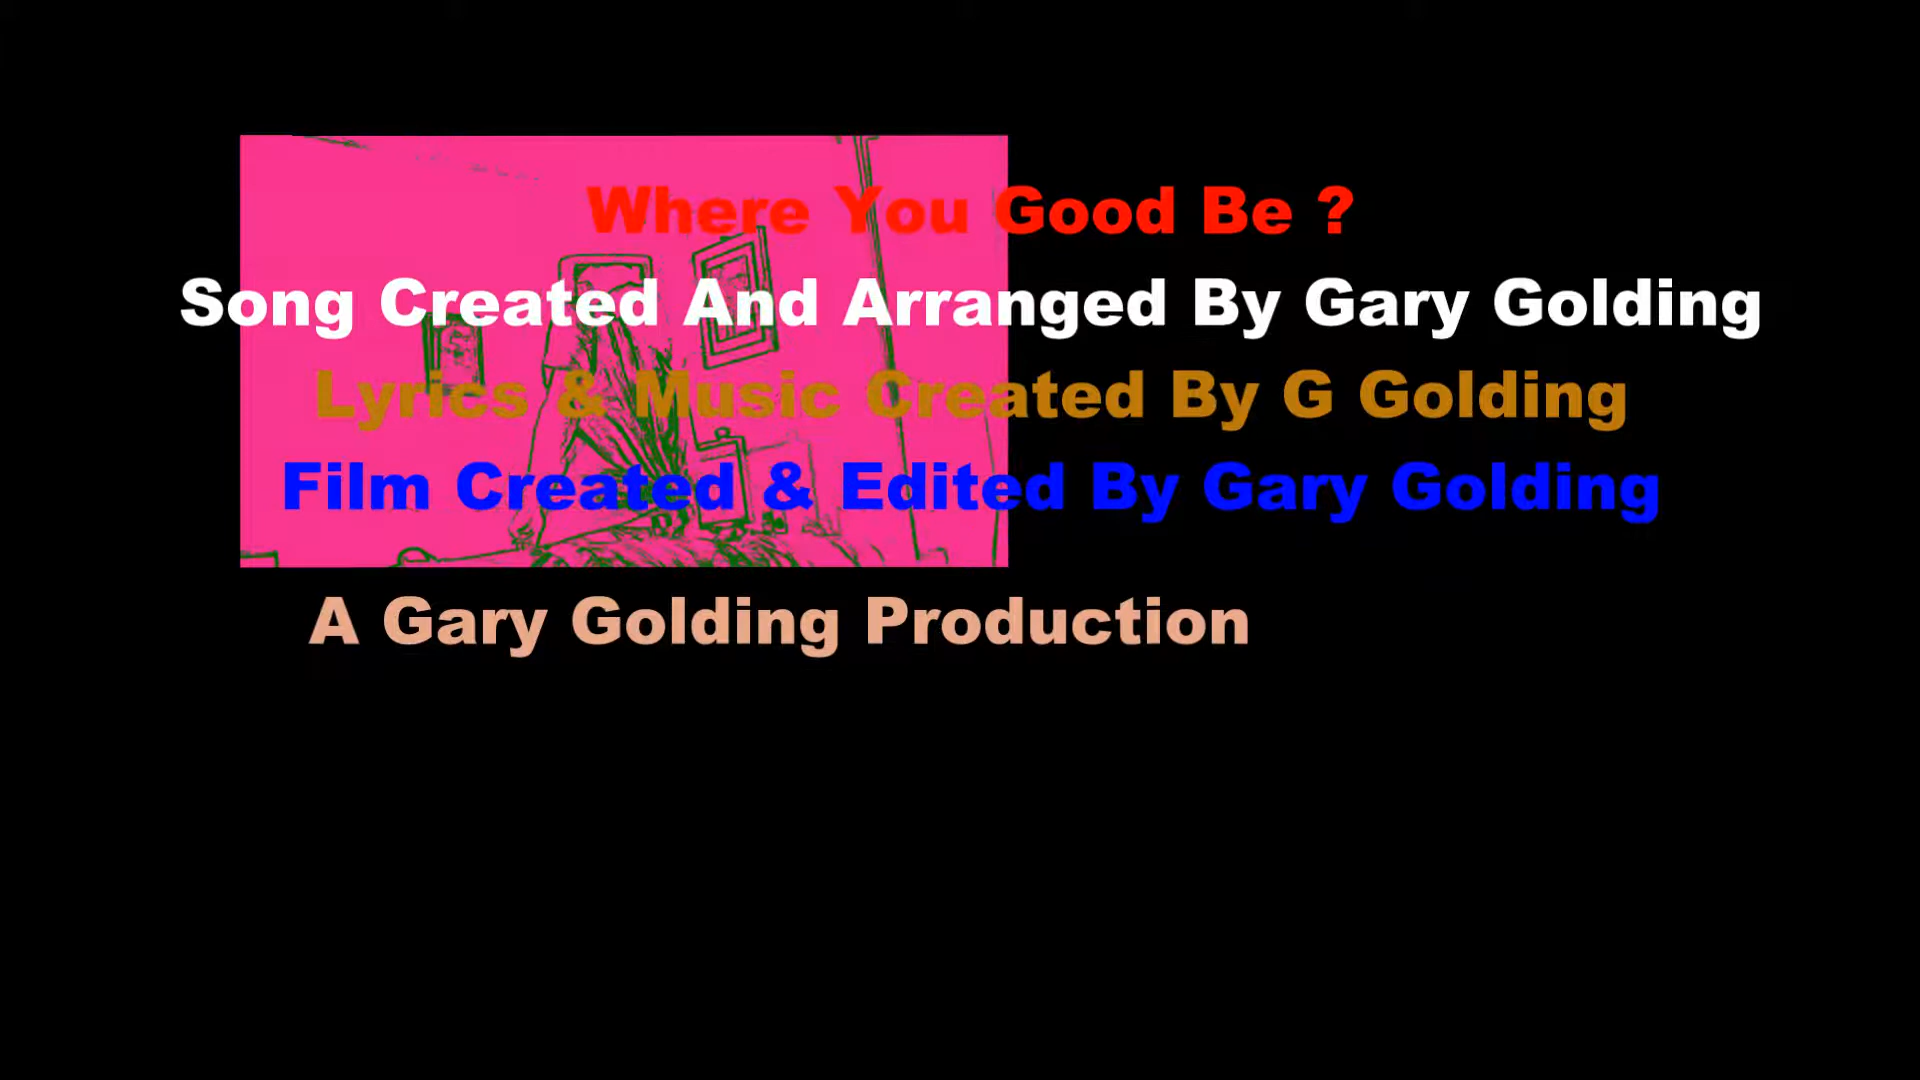 Where You Good Be ?
Song Created And Arranged By Gary Golding
Lyrics & Music Created By G Golding
Film Created & Edited By Gary Golding
A Gary Golding Production